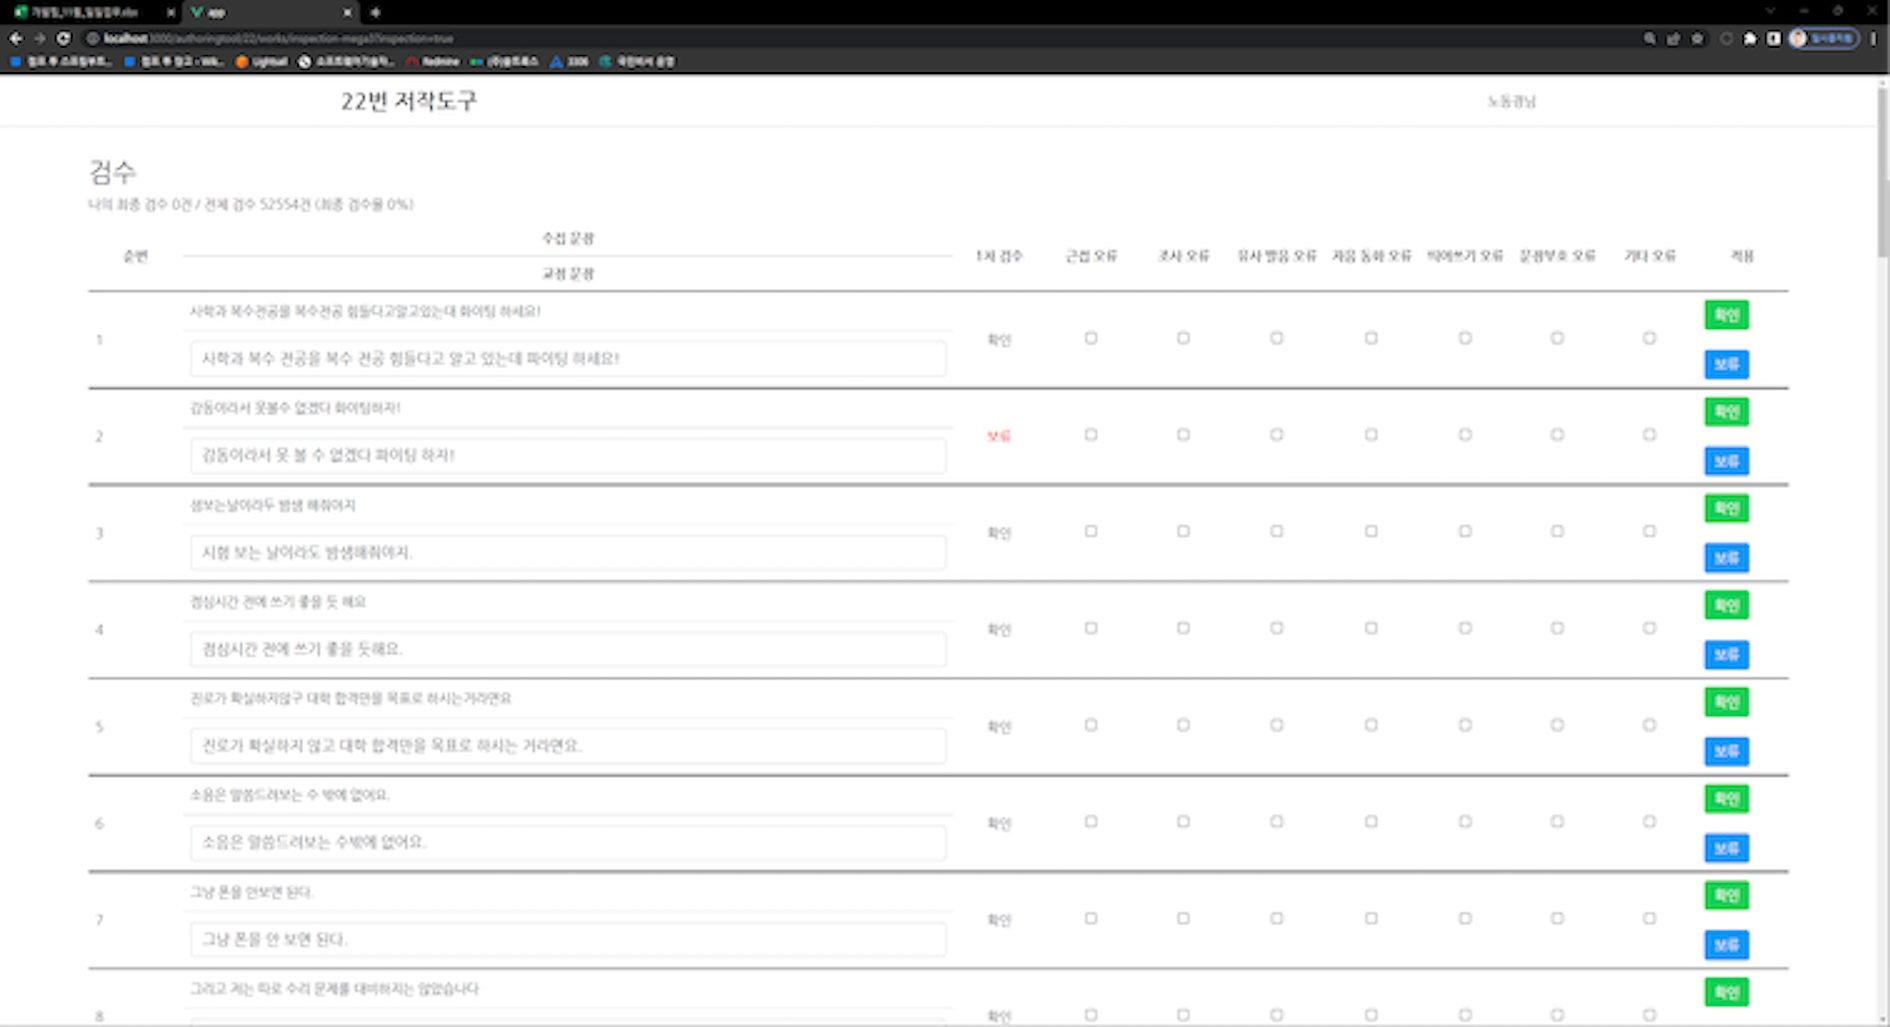 app
localhost:3000/authoringtool/22/works/inspection-mega3?inspection=true
Lightsail
Redmine
3306
국민비서 운영
22번 저작도구
노동경님
검수
나의 최종 검수 0건 / 전체 검수 52554건 (최종 검수율 0%)
순번
수집 문장
교정 문장
1차 검수
근접 오류
조사 오류
유사 발음 오류
자음 동화 오류
띄어쓰기 오류
문장부호 오류
기타 오류
적용
1
사학과 복수전공을 복수전공 힘들다고알고있는대 화이팅 하세요!
사학과 복수 전공을 복수 전공 힘들다고 알고 있는데 파이팅 하세요!
확인
확인
보류
2
감동이라서 못볼수 없겠다 화이팅하자!
감동이라서 못 볼 수 없겠다 파이팅 하자!
보류
확인
보류
3
셤보는날이라두 밤샘 해줘야지
시험 보는 날이라도 밤샘해줘야지.
확인
확인
보류
4
점심시간 전에 쓰기 좋을 듯 해요
점심시간 전에 쓰기 좋을 듯해요.
확인
확인
보류
5
진로가 확실하지않구 대학 합격만을 목표로 하시는거라면요
진로가 확실하지 않고 대학 합격만을 목표로 하시는 거라면요.
확인
확인
보류
6
소음은 말씀드려보는 수 밖에 없어요.
소음은 말씀드려보는 수밖에 없어요.
확인
확인
보류
7
그냥 폰을 안보면 된다.
그냥 폰을 안 보면 된다.
확인
확인
보류
8
그리고 저는 따로 수리 문제를 대비하지는 않았습니다
확인
확인